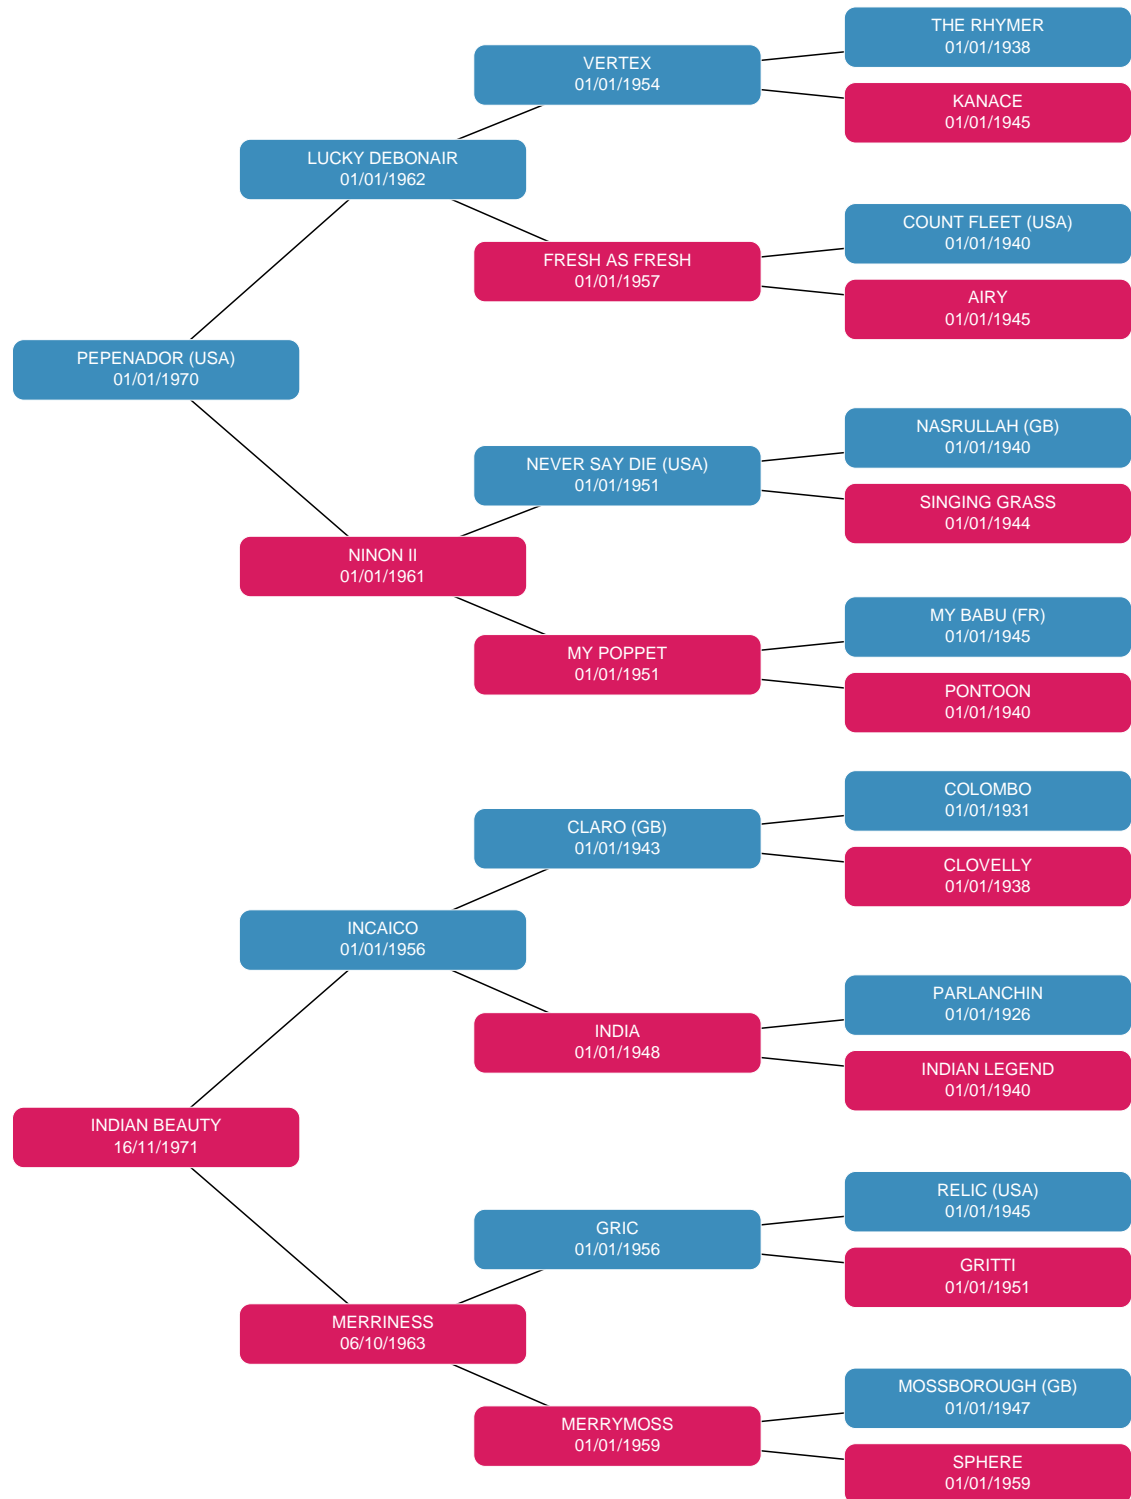 THE RHYMER
01/01/1938
VERTEX
01/01/1954
KANACE
01/01/1945
LUCKY DEBONAIR
01/01/1962
COUNT FLEET (USA)
01/01/1940
FRESH AS FRESH
01/01/1957
AIRY
01/01/1945
PEPENADOR (USA)
01/01/1970
NASRULLAH (GB)
01/01/1940
NEVER SAY DIE (USA)
01/01/1951
SINGING GRASS
01/01/1944
NINON II
01/01/1961
MY BABU (FR)
01/01/1945
MY POPPET
01/01/1951
PONTOON
01/01/1940
COLOMBO
01/01/1931
CLARO (GB)
01/01/1943
CLOVELLY
01/01/1938
INCAICO
01/01/1956
PARLANCHIN
01/01/1926
INDIA
01/01/1948
INDIAN LEGEND
01/01/1940
INDIAN BEAUTY
16/11/1971
RELIC (USA)
01/01/1945
GRIC
01/01/1956
GRITTI
01/01/1951
MERRINESS
06/10/1963
MOSSBOROUGH (GB)
01/01/1947
MERRYMOSS
01/01/1959
SPHERE
01/01/1959